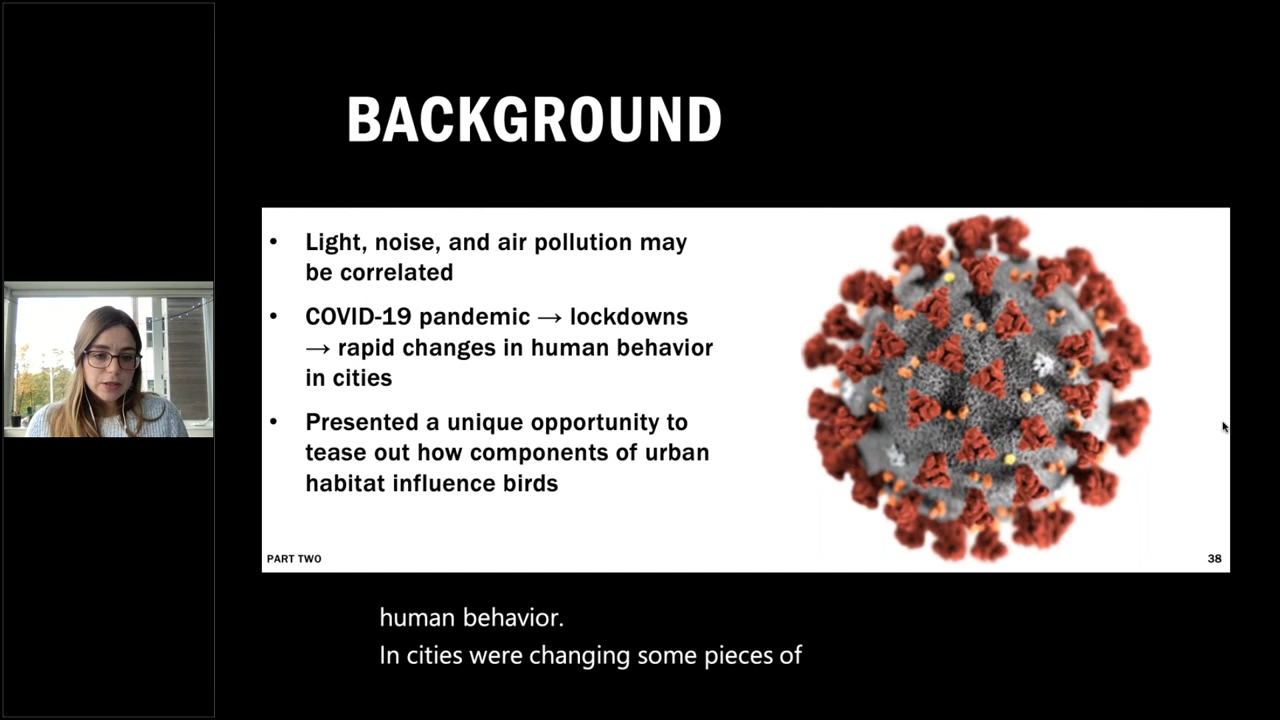 BACKGROUND
• Light, noise, and air pollution may
be correlated
• COVID-19 pandemic → lockdowns
→ rapid changes in human behavior
in cities
• Presented a unique opportunity to
tease out how components of urban
habitat influence birds
PART TWO
38
human behavior.
In cities were changing some pieces of